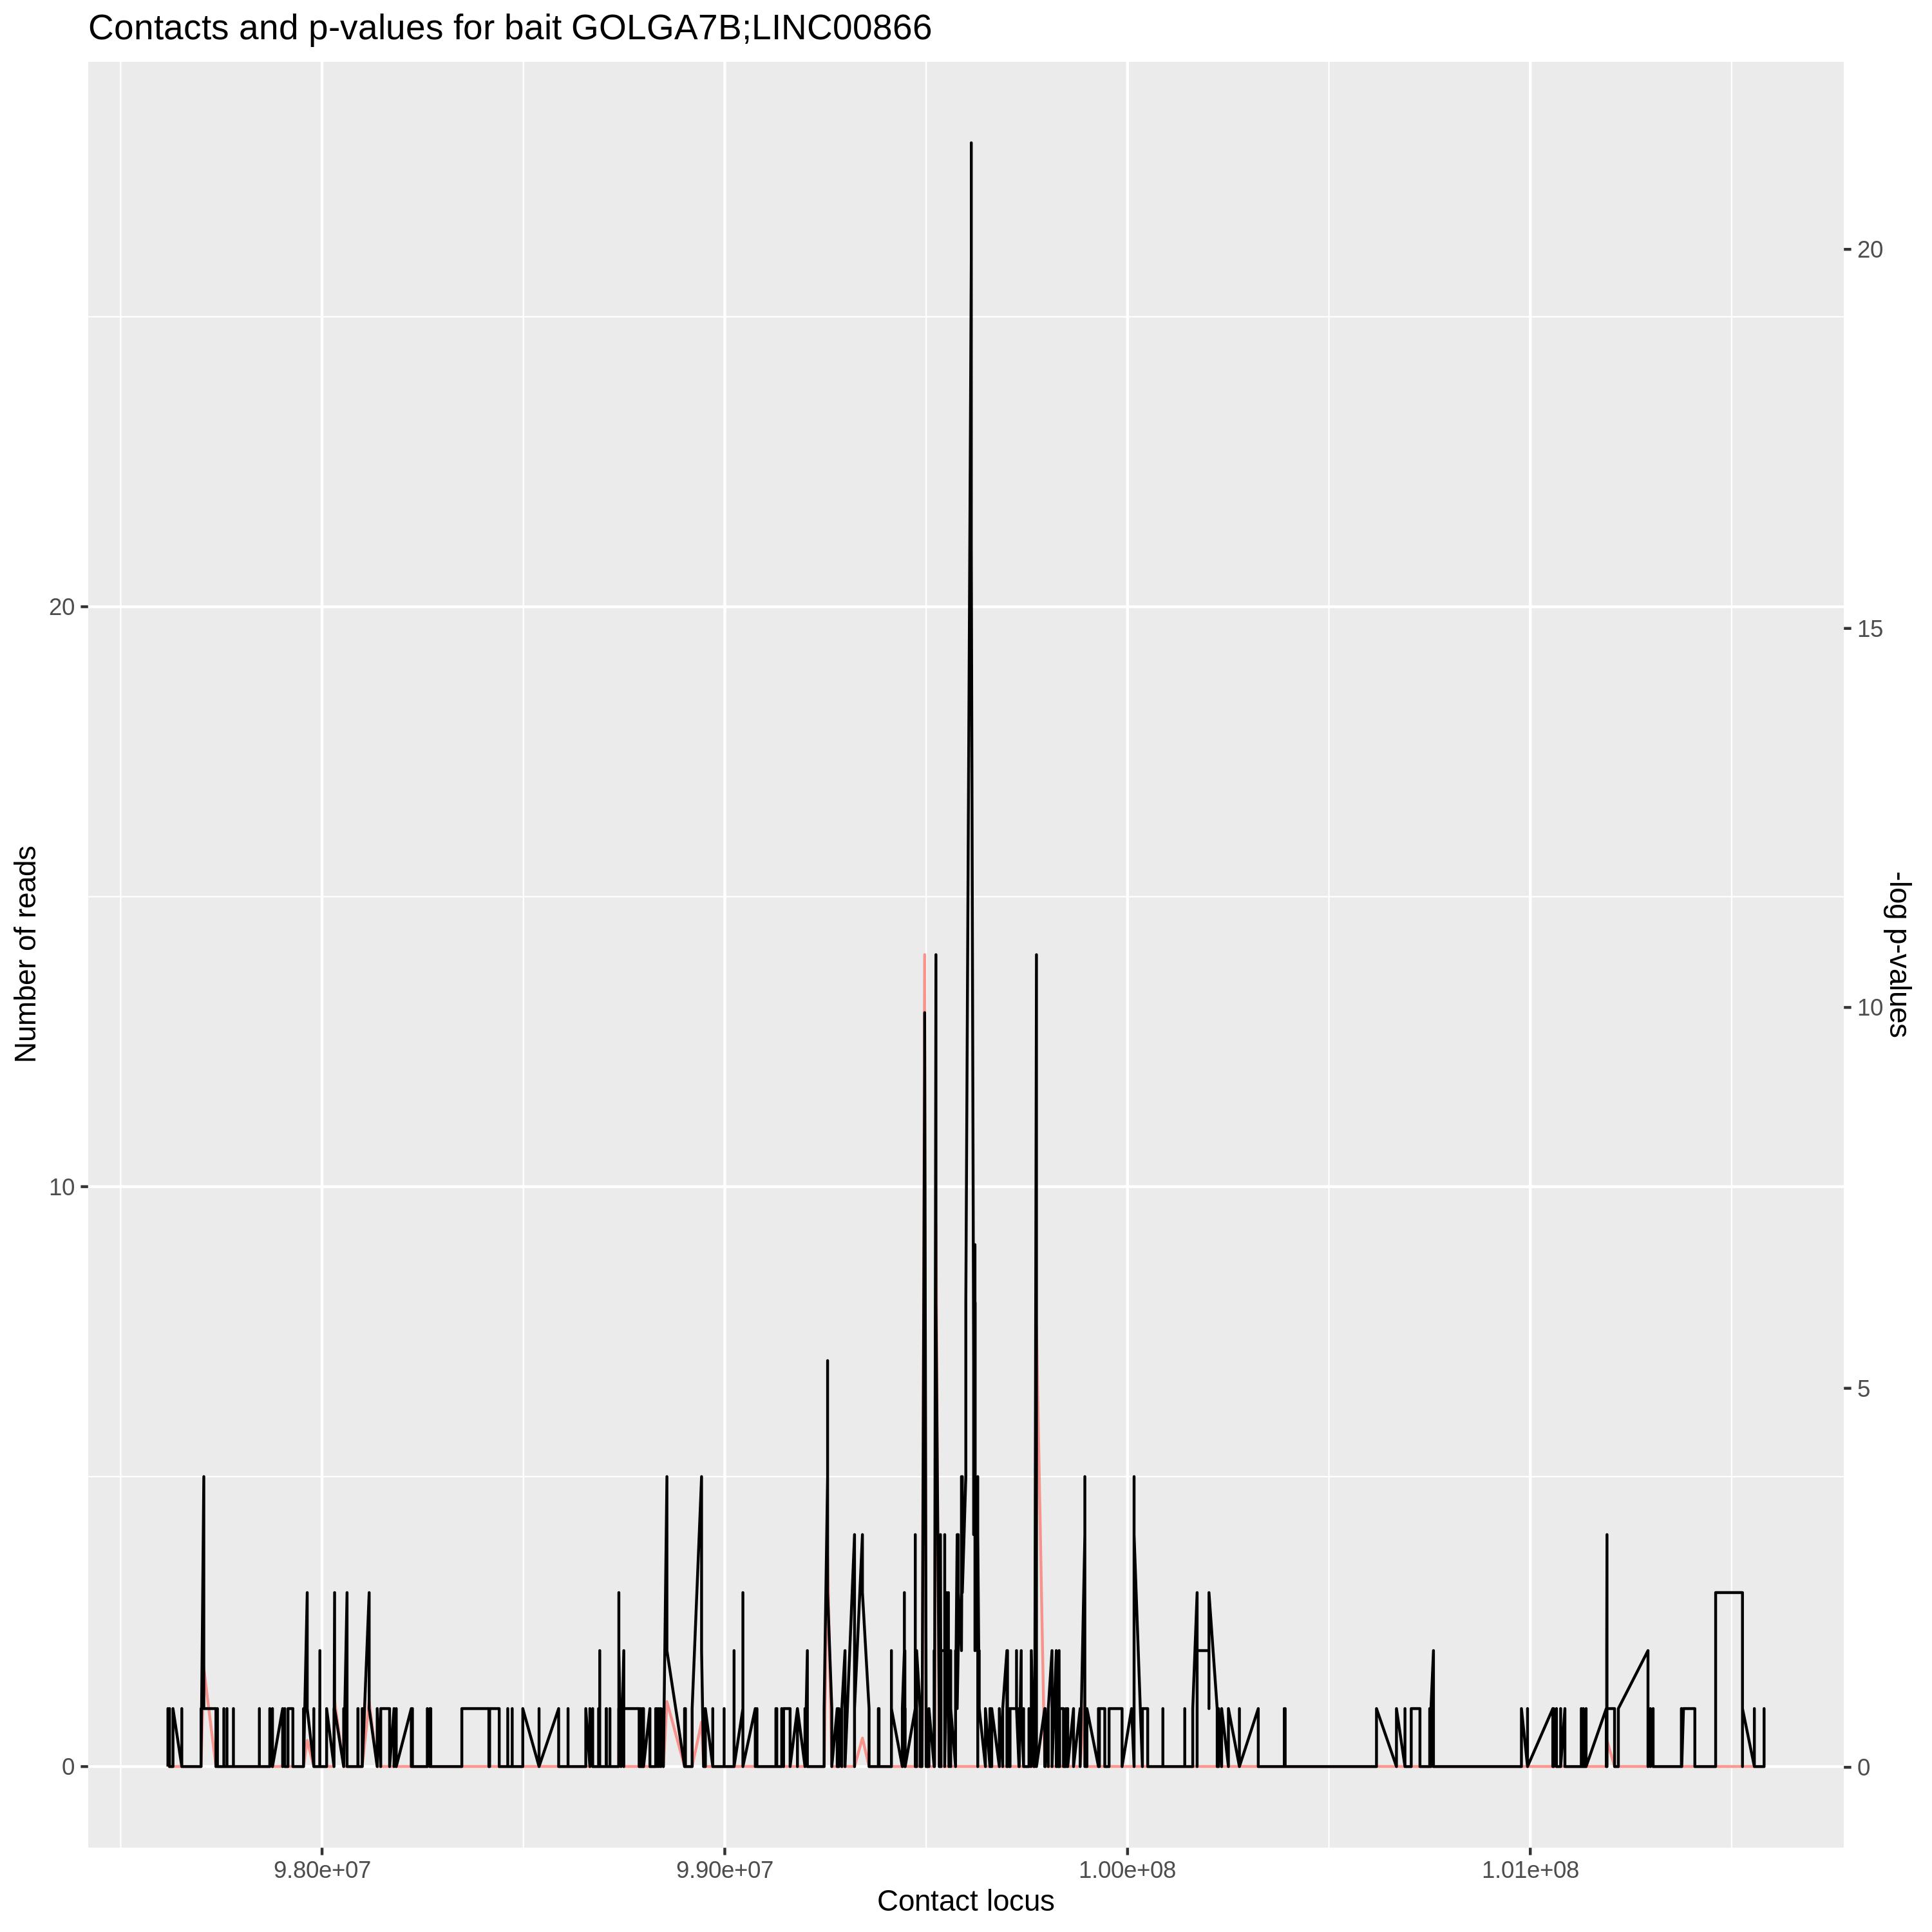 Contacts and p-values for bait GOLGA7B;LINC00866
Number of reads
20
10
0
20
15
10
5
0
-log p-values
9.80e+07
9.90e+07
1.00e+08
1.01e+08
Contact locus